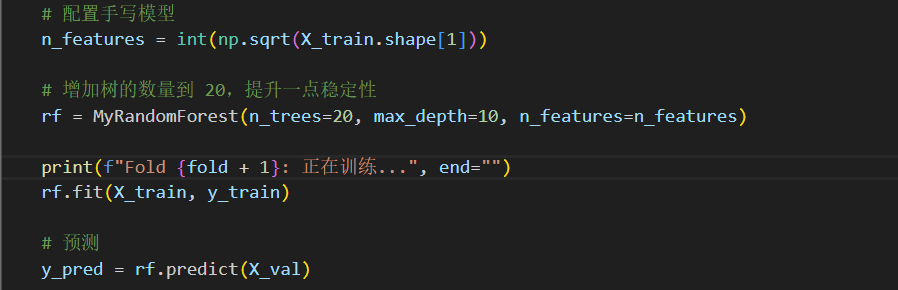 # 配置手写模型
n_features = int(np.sqrt(X_train.shape[1]))
# 增加树的数量到 20，提升一点稳定性
rf = MyRandomForest(n_trees=20, max_depth=10, n_features=n_features)
print(f"Fold {fold + 1}: 正在训练...", end="")
rf.fit(X_train, y_train)
# 预测
y_pred = rf.predict(X_val)